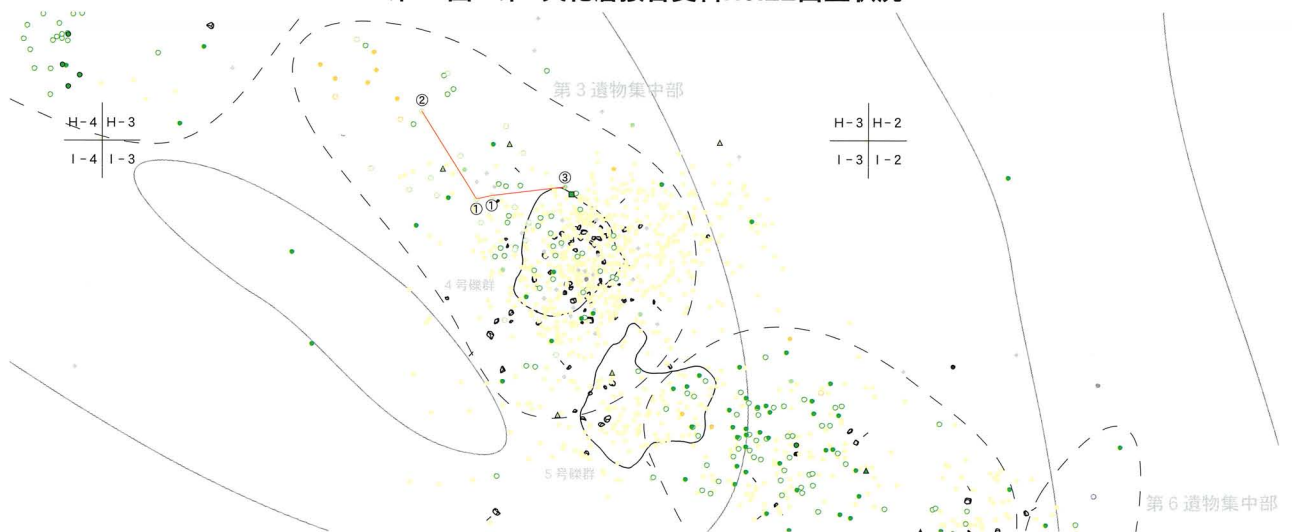 第3遺物集中部
②
H-4 H-3
I-4 I-3
H-3 H-2
I-3 I-2
③
① ①
4号礫群
5号礫群
第6遺物集中部